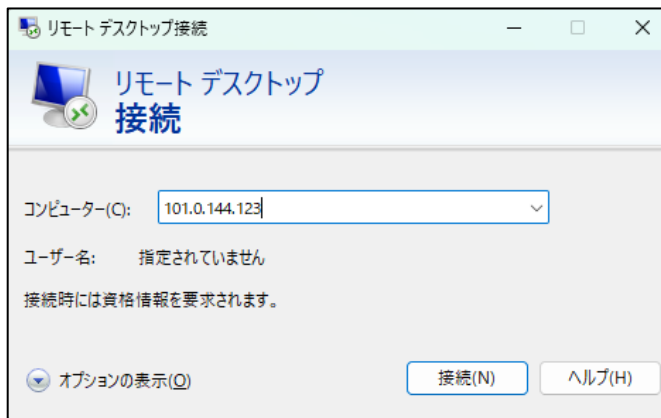 リモート デスクトップ接続
リモート デスクトップ
接続
コンピューター(C): 101.0.144.123
ユーザー名: 指定されていません
接続時には資格情報を要求されます。
オプションの表示(O) 接続(N) ヘルプ(H)